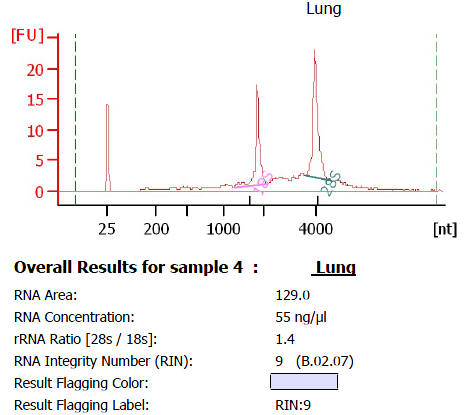 Lung
[FU]
20
15
10
5
0
18S
28S
25 200 1000 4000 [nt]
Overall Results for sample 4 : Lung
RNA Area: 129.0
RNA Concentration: 55 ng/µl
rRNA Ratio [28s / 18s]: 1.4
RNA Integrity Number (RIN): 9 (B.02.07)
Result Flagging Color:
Result Flagging Label: RIN:9